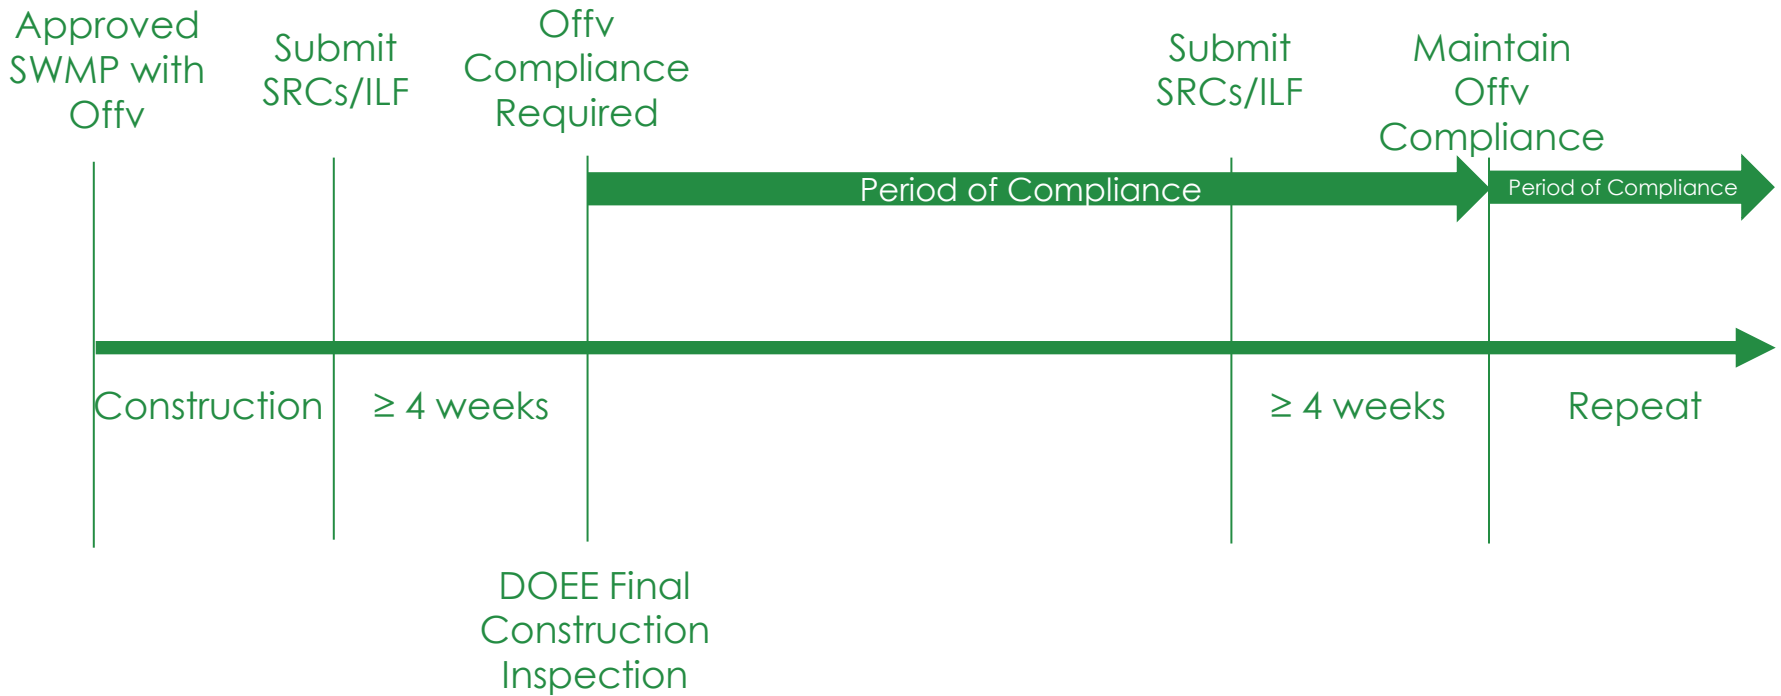 Approved
SWMP with
Offv
Submit
SRCs/ILF
Offv
Compliance
Required
Submit
SRCs/ILF
Maintain
Offv
Compliance
Period of Compliance
Period of Compliance
Construction
≥ 4 weeks
≥ 4 weeks
Repeat
DOEE Final
Construction
Inspection